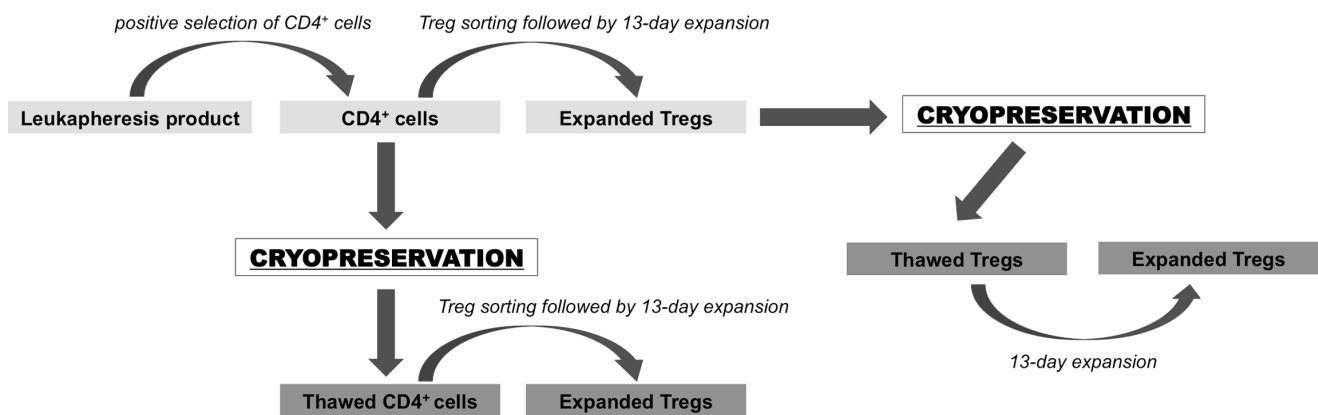 positive selection of CD4⁺ cells
Treg sorting followed by 13-day expansion
Leukapheresis product
CD4⁺ cells
Expanded Tregs
CRYOPRESERVATION
CRYOPRESERVATION
Thawed Tregs
Expanded Tregs
Treg sorting followed by 13-day expansion
13-day expansion
Thawed CD4⁺ cells
Expanded Tregs